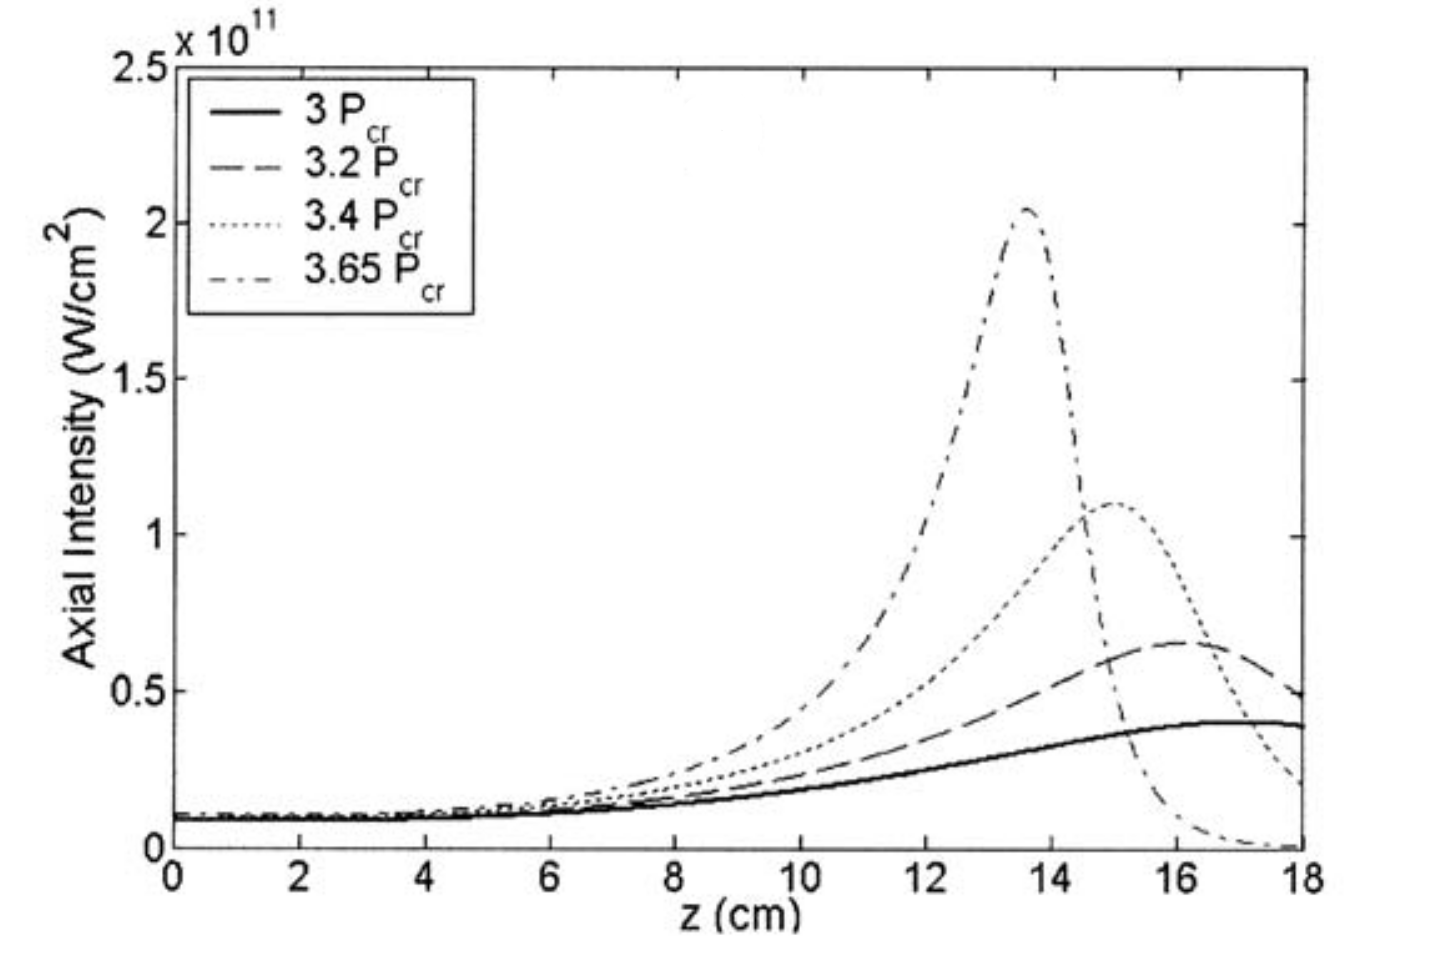 x 10^11
2.5
2
1.5
1
0.5
0
3 P_cr
3.2 P_cr
3.4 P_cr
3.65 P_cr
Axial Intensity (W/cm^2)
0 2 4 6 8 10 12 14 16 18
z (cm)